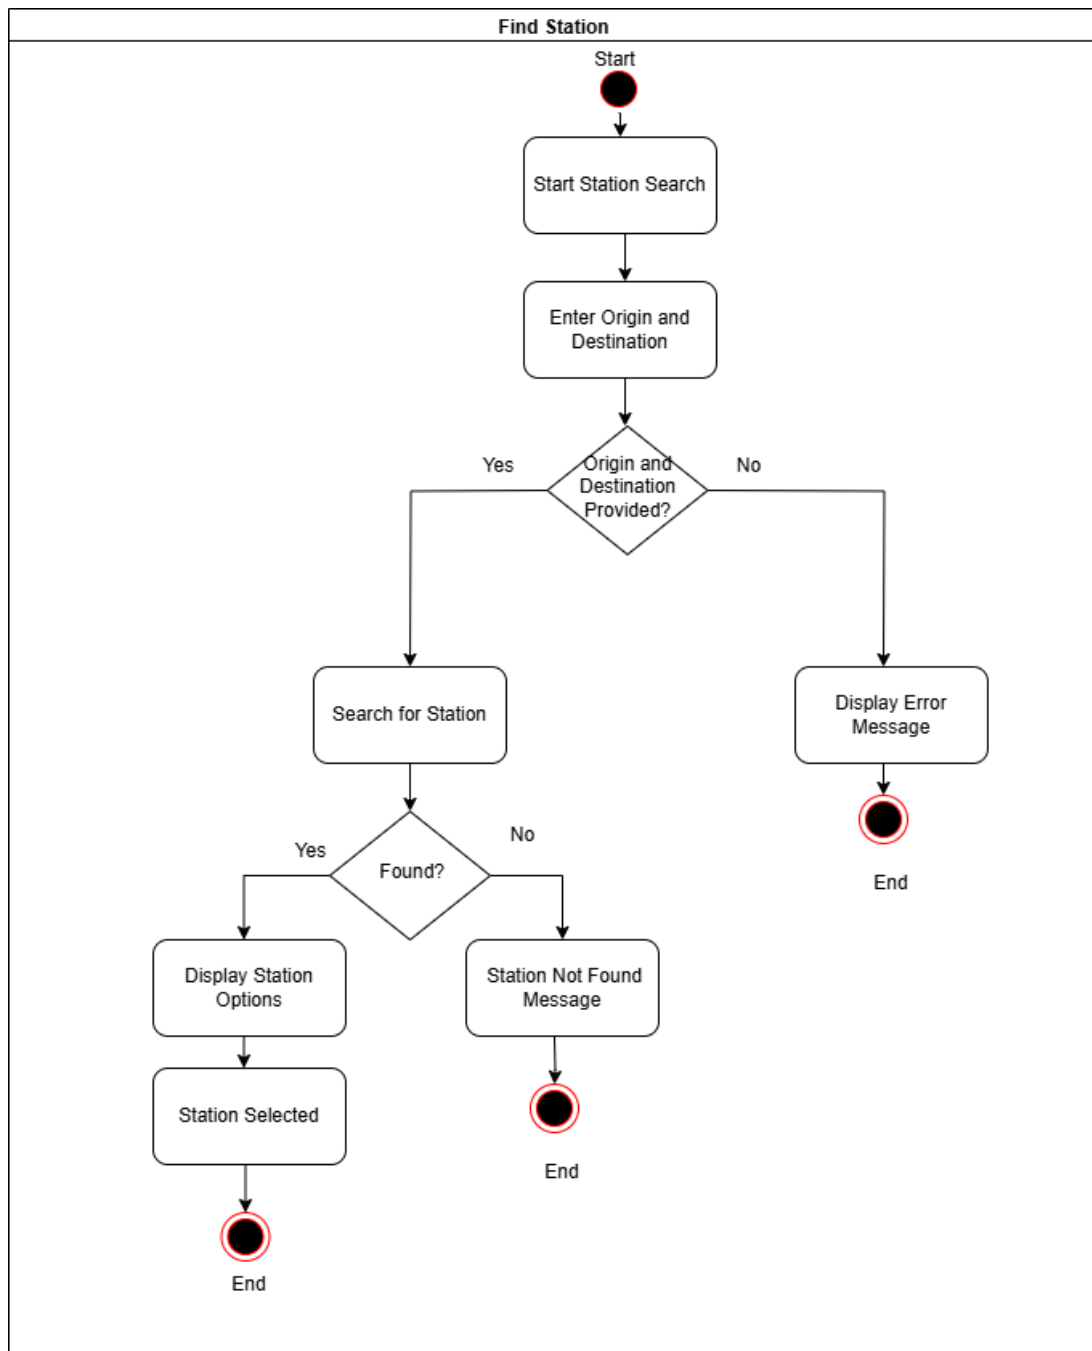 Find Station
Start
Start Station Search
Enter Origin and
Destination
Yes
Origin and
Destination
Provided?
No
Search for Station
Display Error
Message
Yes
Found?
No
End
Display Station
Options
Station Not Found
Message
Station Selected
End
End